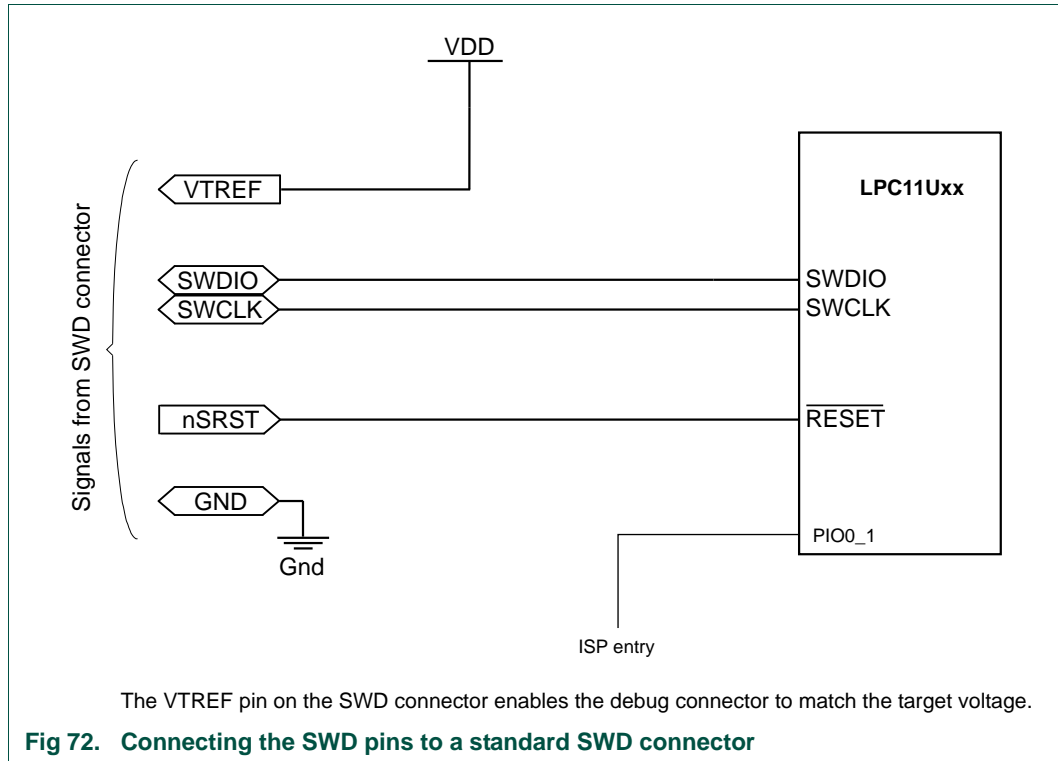 VDD
VTREF
LPC11Uxx
Signals from SWD connector
SWDIO
SWDIO
SWCLK
SWCLK
nSRST
RESET
GND
Gnd
PIO0_1
ISP entry
The VTREF pin on the SWD connector enables the debug connector to match the target voltage.
Fig 72. Connecting the SWD pins to a standard SWD connector